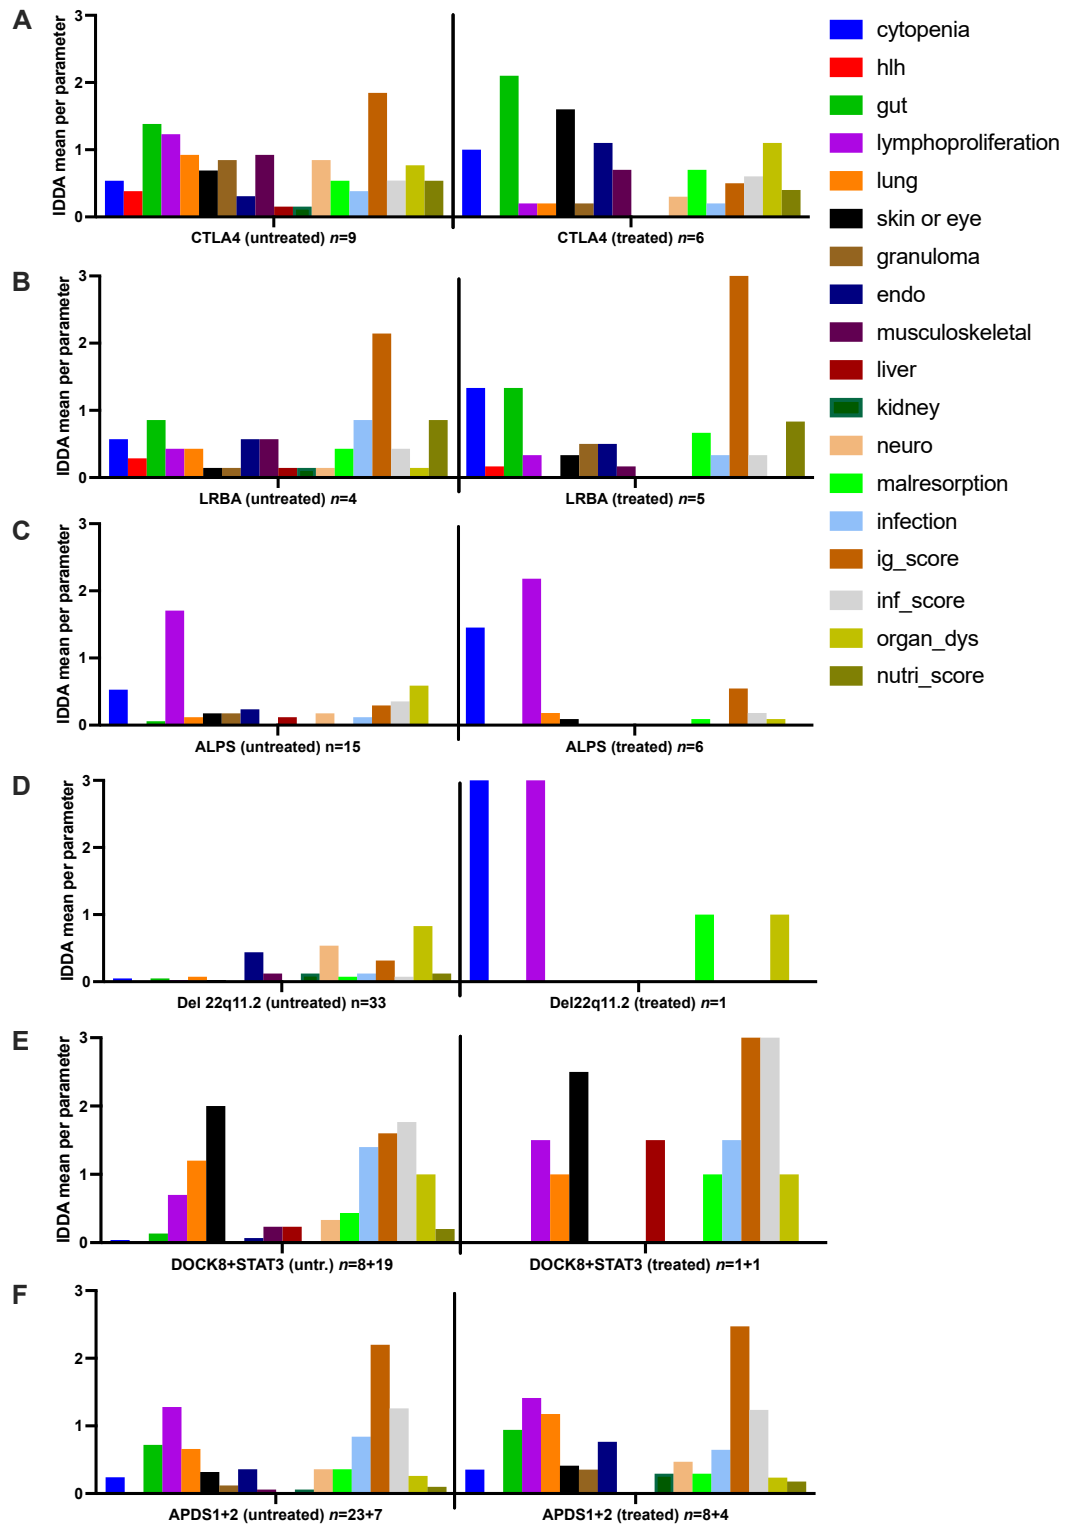 A
IDDA mean per parameter
3
2
1
0
CTLA4 (untreated) n=9
CTLA4 (treated) n=6
B
IDDA mean per parameter
3
2
1
0
LRBA (untreated) n=4
LRBA (treated) n=5
C
IDDA mean per parameter
3
2
1
0
ALPS (untreated) n=15
ALPS (treated) n=6
D
IDDA mean per parameter
3
2
1
0
Del 22q11.2 (untreated) n=33
Del22q11.2 (treated) n=1
E
IDDA mean per parameter
3
2
1
0
DOCK8+STAT3 (untr.) n=8+19
DOCK8+STAT3 (treated) n=1+1
F
IDDA mean per parameter
3
2
1
0
APDS1+2 (untreated) n=23+7
APDS1+2 (treated) n=8+4
cytopenia
hlh
gut
lymphoproliferation
lung
skin or eye
granuloma
endo
musculoskeletal
liver
kidney
neuro
malresorption
infection
ig_score
inf_score
organ_dys
nutri_score